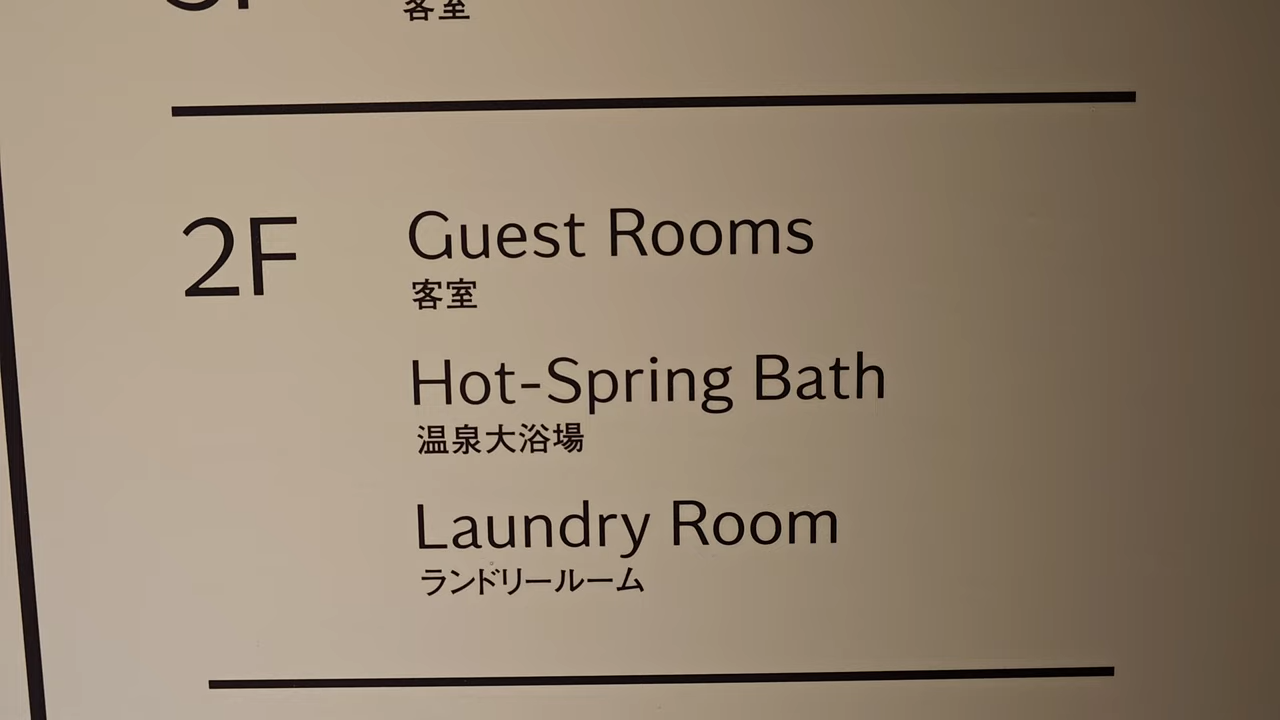 客室
2F Guest Rooms
客室
Hot-Spring Bath
温泉大浴場
Laundry Room
ランドリールーム